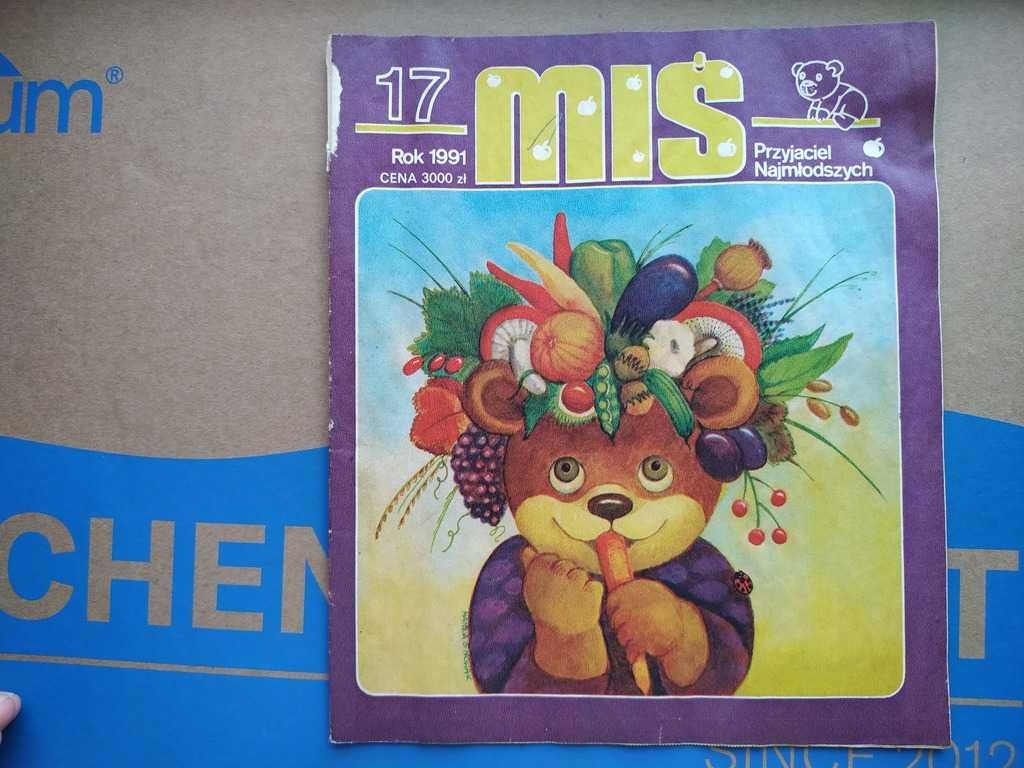 um®
17
Rok 1991
CENA 3000 zł
MIŚ
Przyjaciel
Najmłodszych
CHEN
T
SINCE 2012